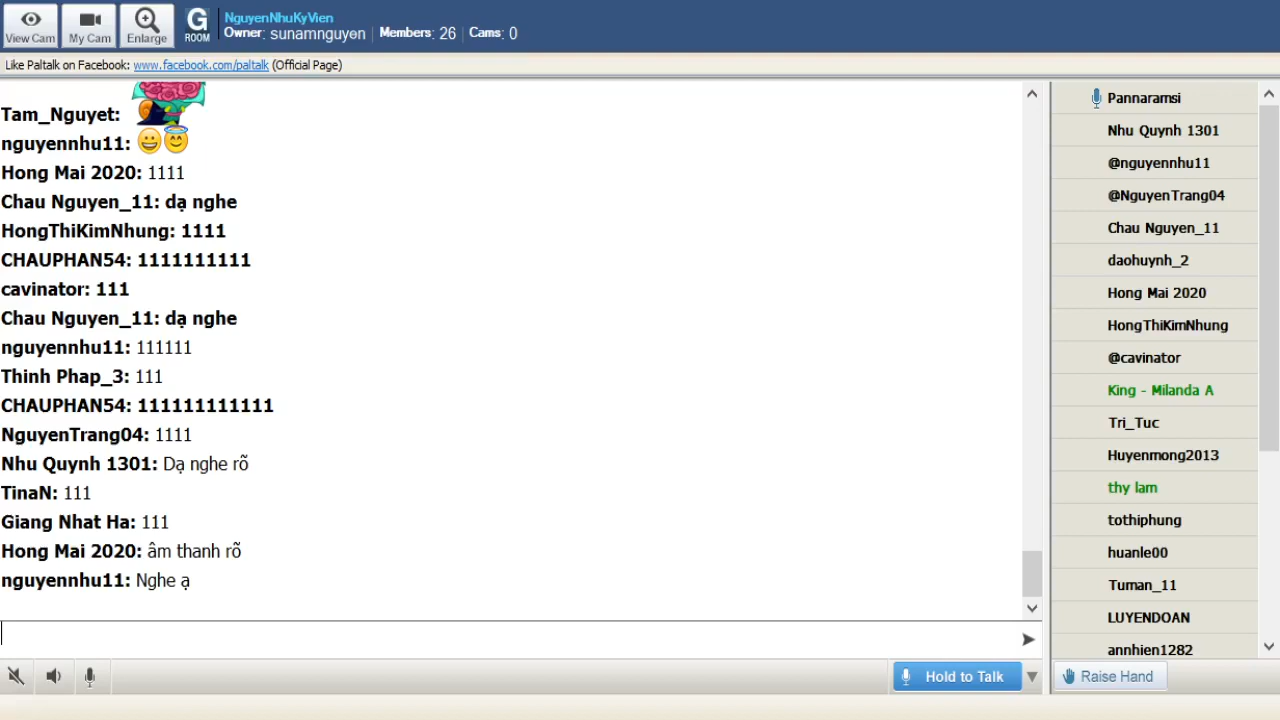 NguyenNhuKyVien
G
ROOM
Owner: sunamnguyen | Members: 26 | Cams: 0
View Cam
My Cam
Enlarge
Like Paltalk on Facebook: www.facebook.com/paltalk (Official Page)
Tam_Nguyet:
nguyennhu11:
Hong Mai 2020: 1111
Chau Nguyen_11: dạ nghe
HongThiKimNhung: 1111
CHAUPHAN54: 1111111111
cavinator: 111
Chau Nguyen_11: dạ nghe
nguyennhu11: 111111
Thinh Phap_3: 111
CHAUPHAN54: 111111111111
NguyenTrang04: 1111
Nhu Quynh 1301: Dạ nghe rõ
TinaN: 111
Giang Nhat Ha: 111
Hong Mai 2020: âm thanh rõ
nguyennhu11: Nghe ạ
Pannaramsi
Nhu Quynh 1301
@nguyennhu11
@NguyenTrang04
Chau Nguyen_11
daohuynh_2
Hong Mai 2020
HongThiKimNhung
@cavinator
King - Milanda A
Tri_Tuc
Huyenmong2013
thy lam
tothiphung
huanle00
Tuman_11
LUYENDOAN
annhien1282
Hold to Talk
Raise Hand